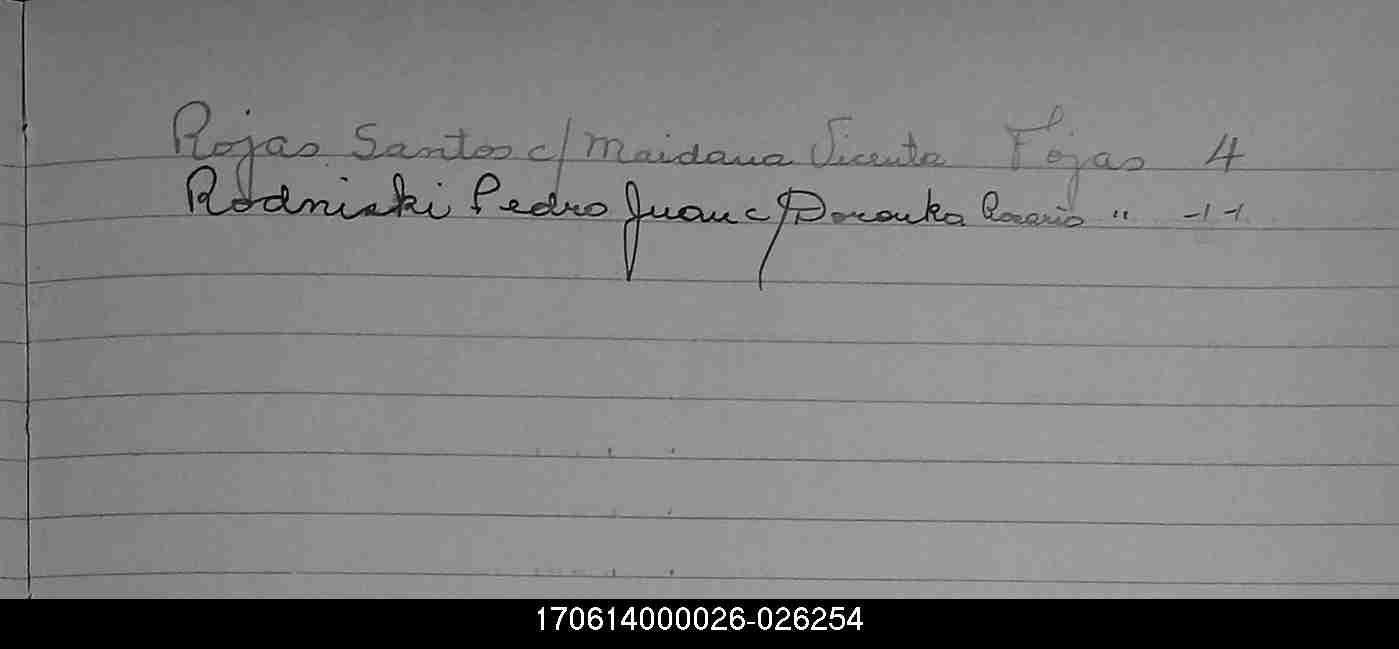 Rojas Santos c/ Maidana Vicenta Fojas 4
Rodniski Pedro Juan c/ Dorouka Rosario " 11
170614000026-026254